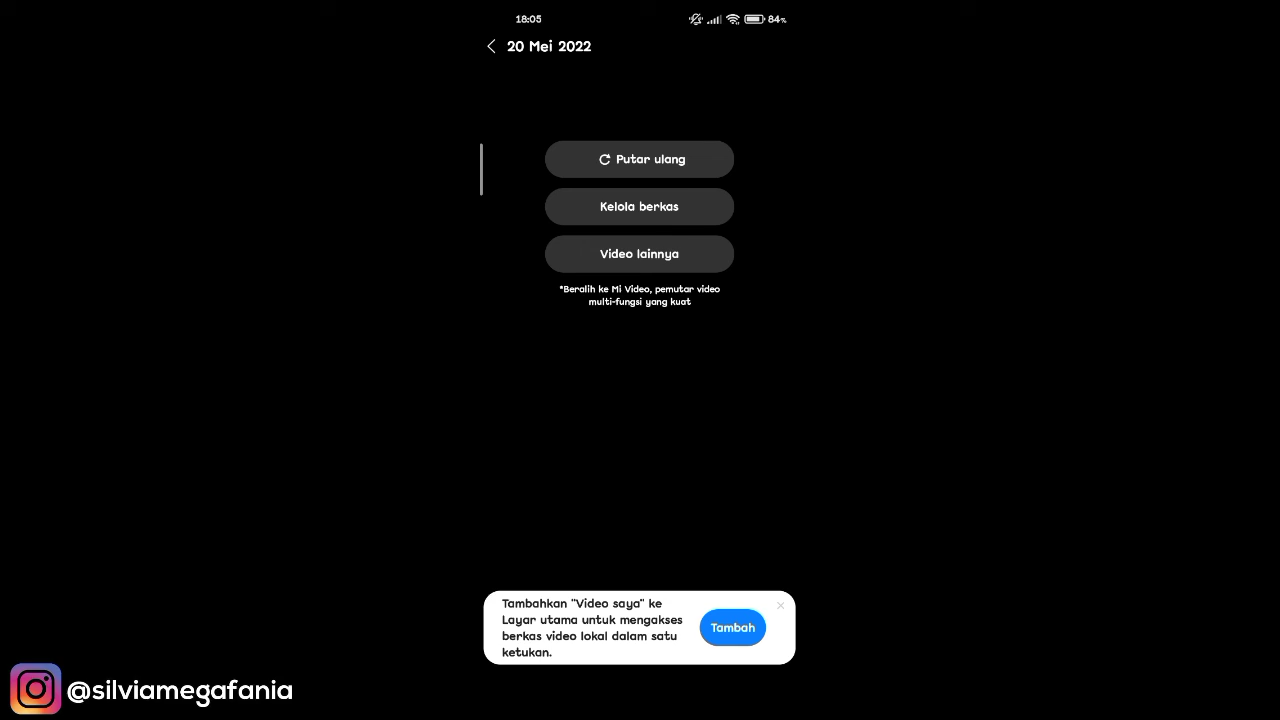 18:05
84%
20 Mei 2022
Putar ulang
Kelola berkas
Video lainnya
*Beralih ke Mi Video, pemutar video
multi-fungsi yang kuat
Tambahkan "Video saya" ke
Layar utama untuk mengakses
berkas video lokal dalam satu
ketukan.
Tambah
@silviamegafania